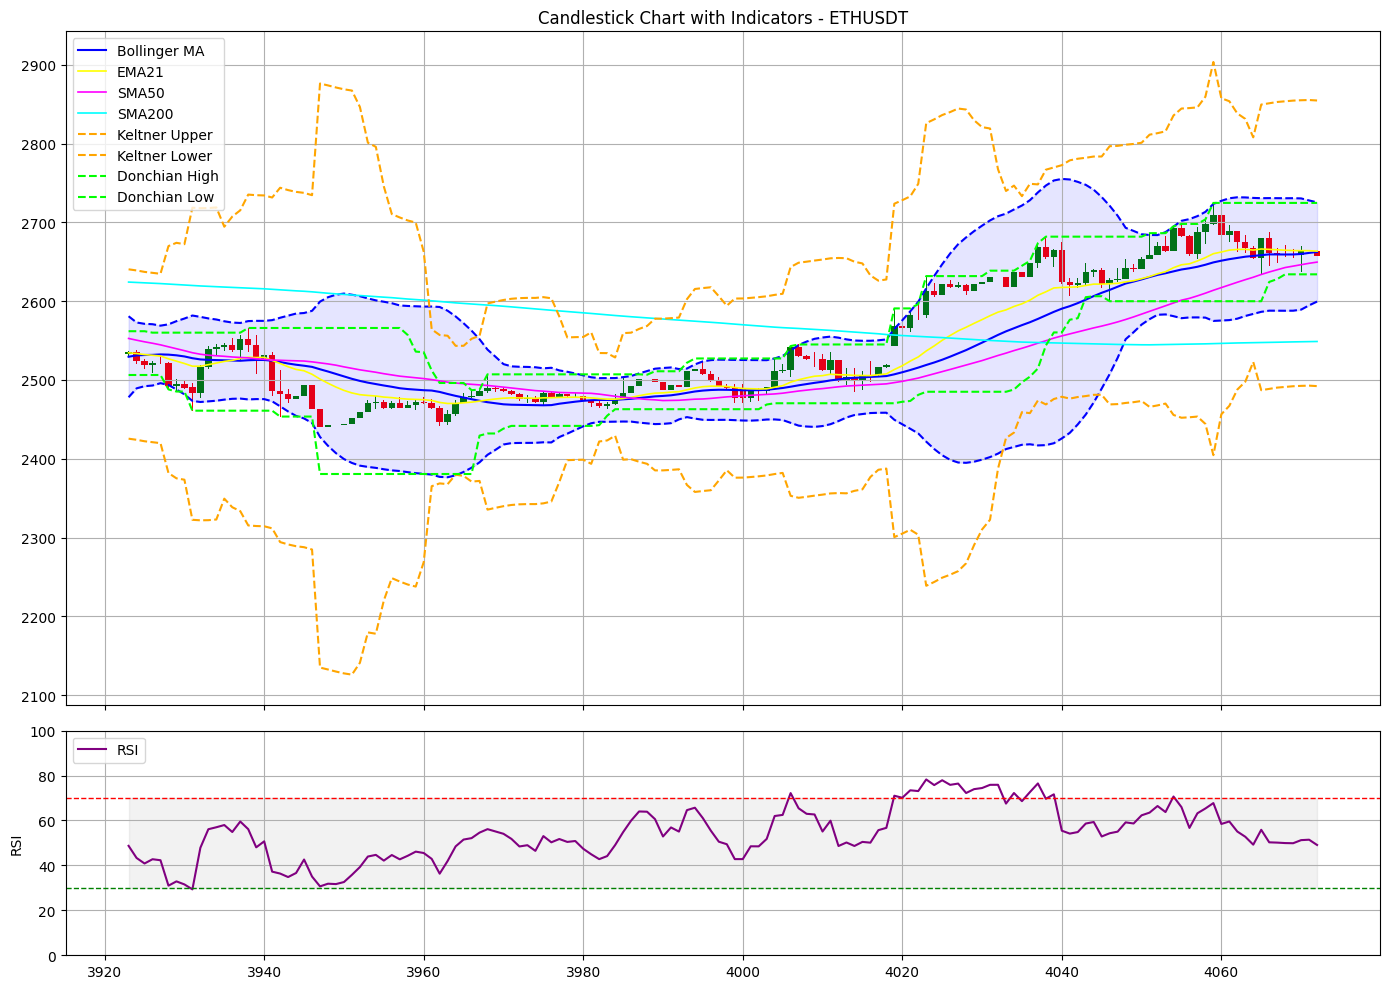 Candlestick Chart with Indicators - ETHUSDT
Bollinger MA
EMA21
SMA50
SMA200
Keltner Upper
Keltner Lower
Donchian High
Donchian Low
2900
2800
2700
2600
2500
2400
2300
2200
2100
RSI
100
80
60
40
20
0
RSI
3920
3940
3960
3980
4000
4020
4040
4060